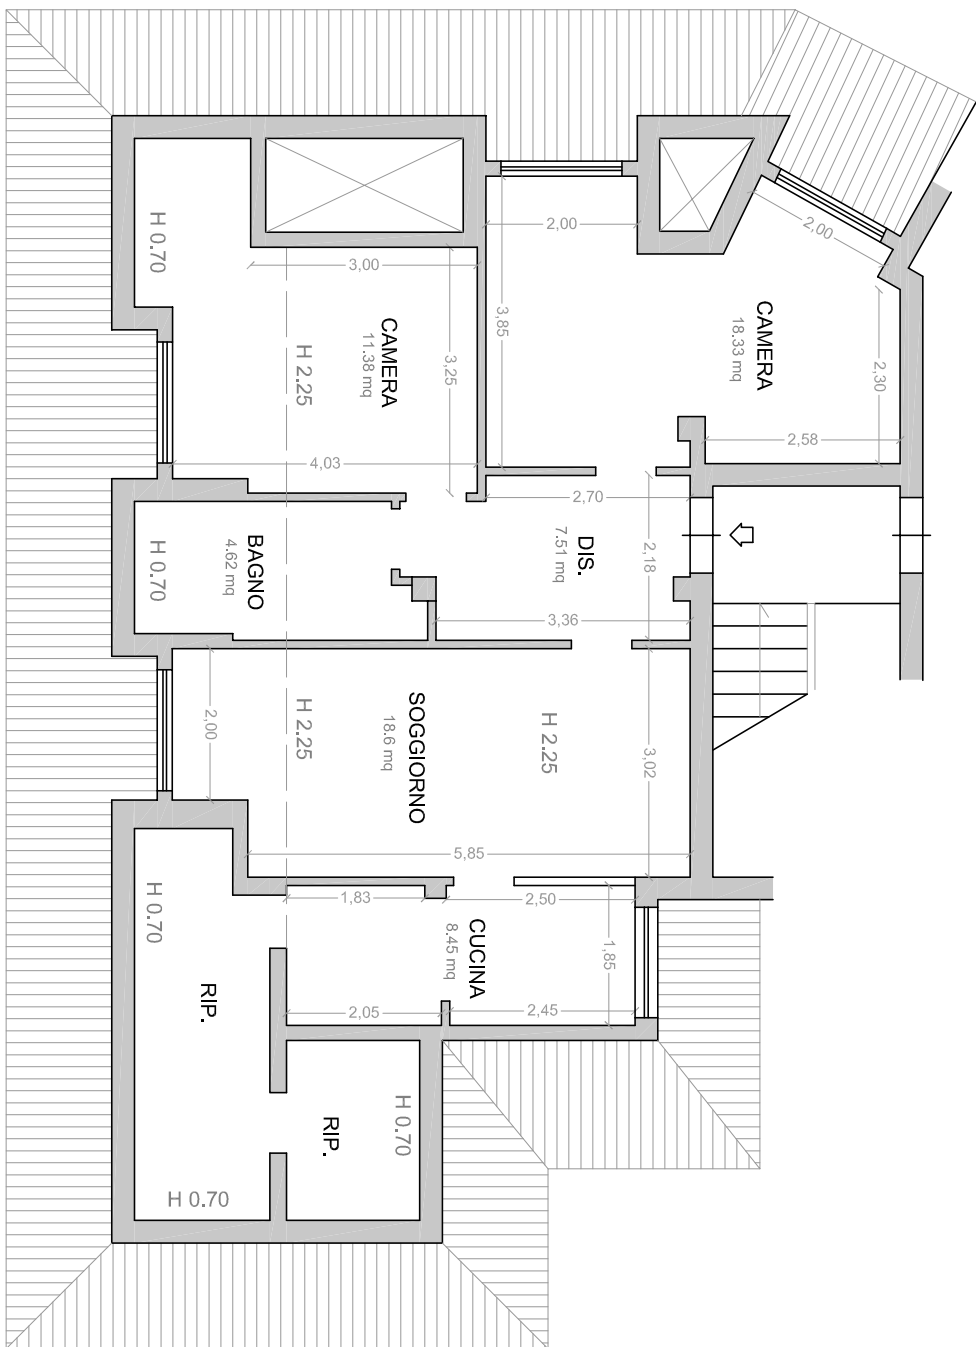 2,00
2,00
H 0.70
3,00
3,85
CAMERA
18.33 mq
CAMERA
11.38 mq
3,25
H 2.25
2,30
2,58
4,03
2,70
H 0.70
BAGNO
4.62 mq
DIS.
7.51 mq
2,18
3,36
2,00
H 2.25
SOGGIORNO
18.6 mq
H 2.25
3,02
5,85
H 0.70
1,83
2,50
CUCINA
8.45 mq
1,85
RIP.
2,05
2,45
RIP.
H 0.70
H 0.70